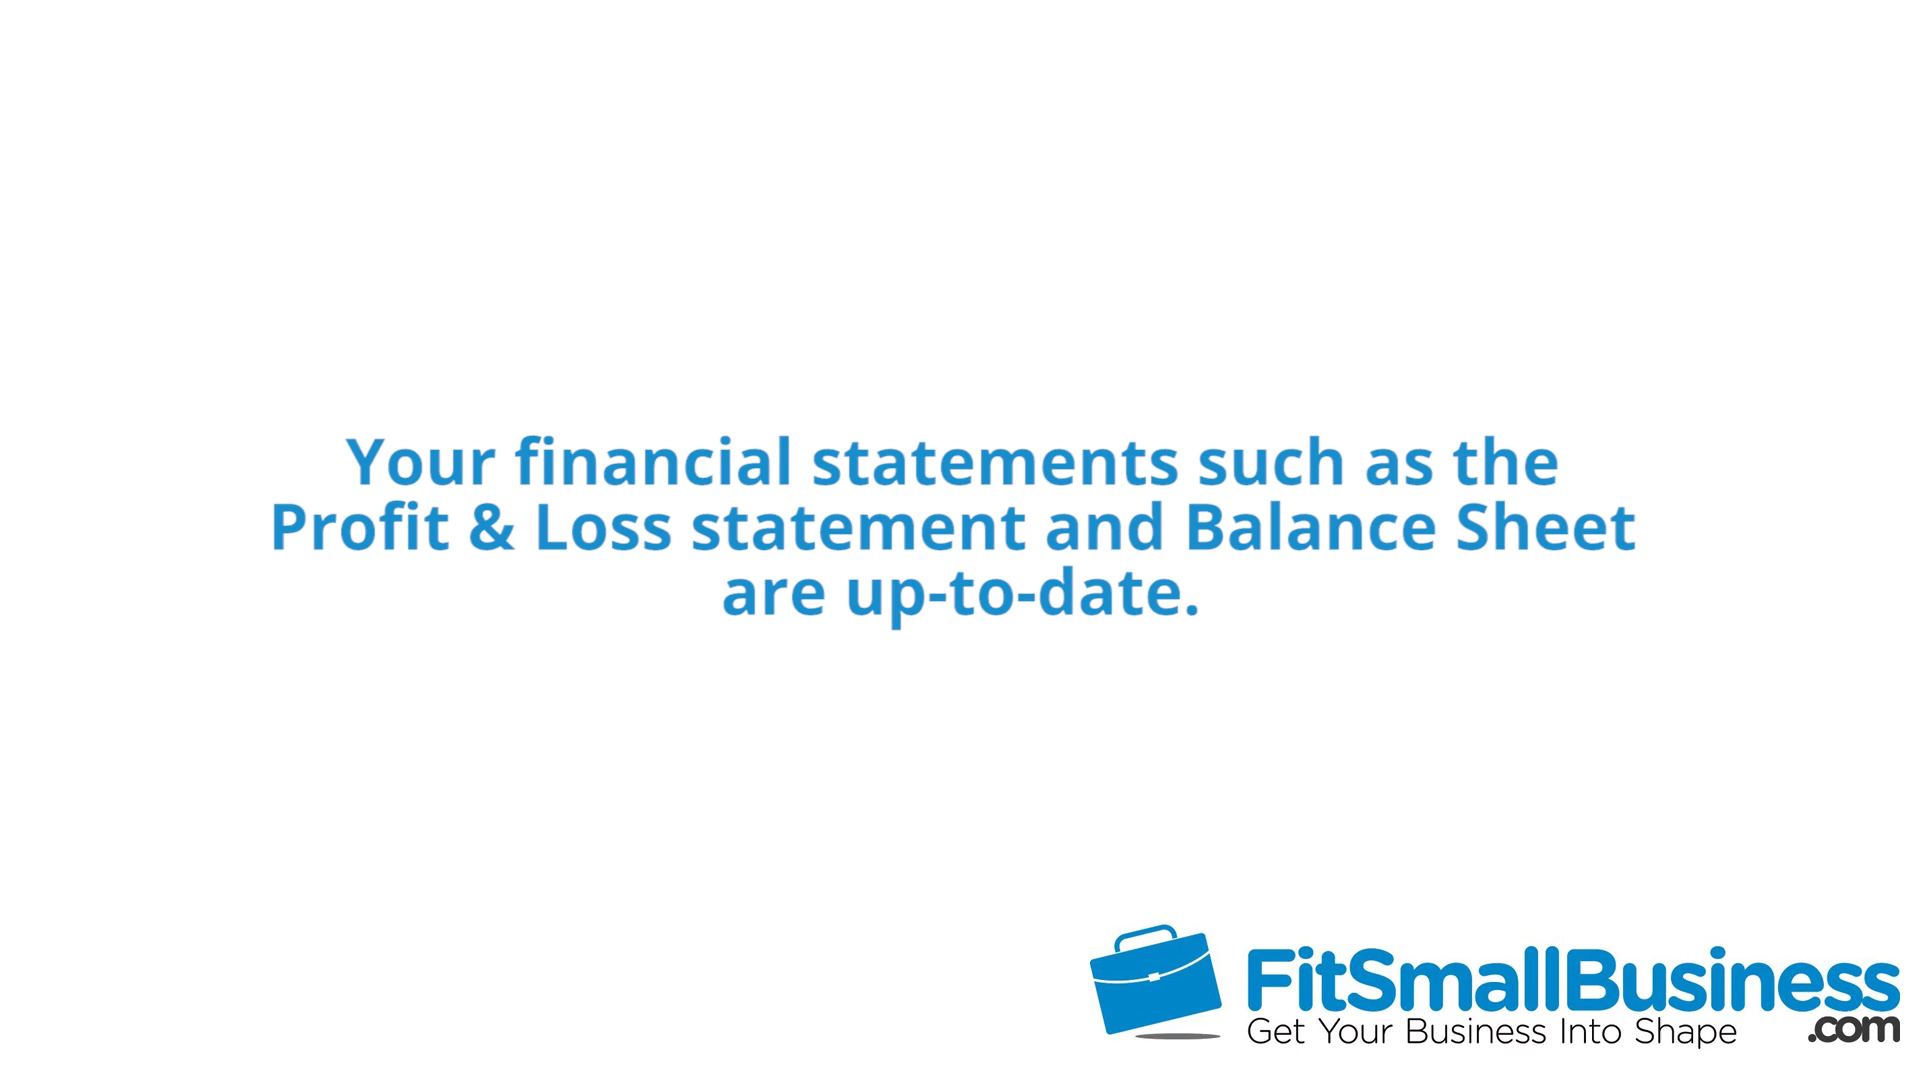 Your financial statements such as the
Profit & Loss statement and Balance Sheet
are up-to-date.
FitSmallBusiness
Get Your Business Into Shape
.com